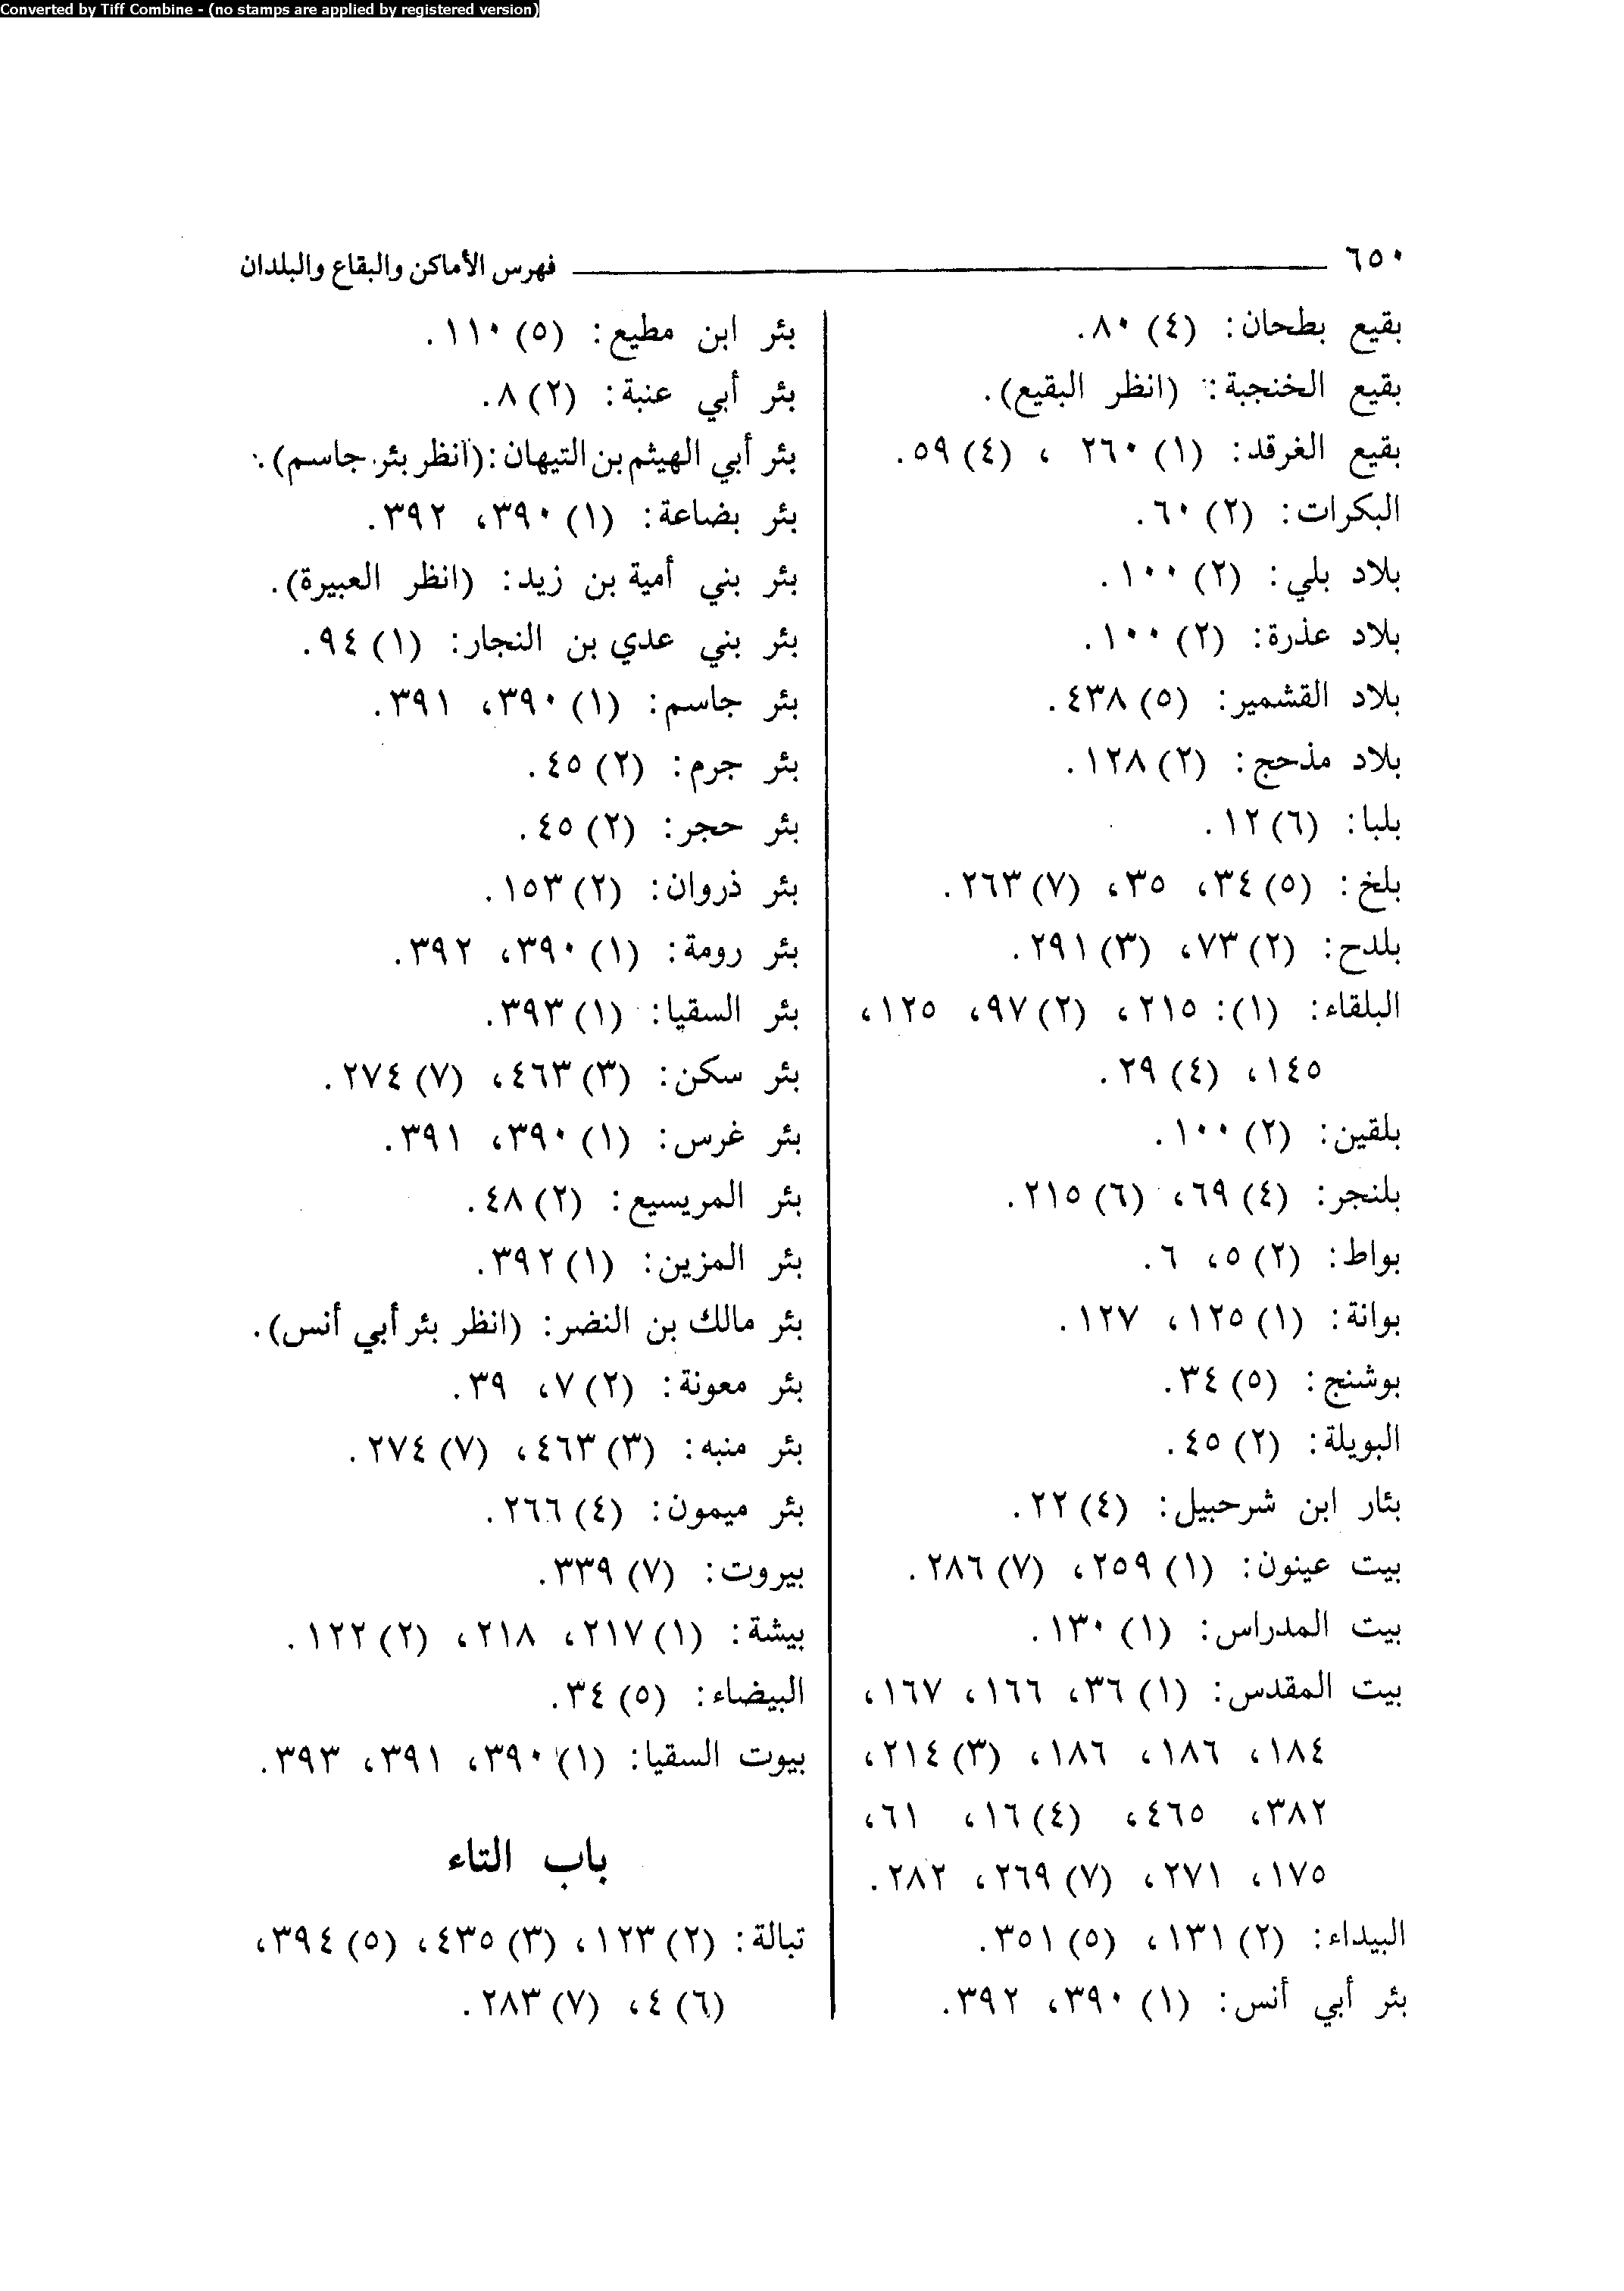 Converted by Tiff Combine - (no stamps are applied by registered version)
٦٥٠ فهرس الأماكن والبقاع والبلدان
بقيع بطحان: (٤) ٨٠.
بقيع الخنجبة: (انظر البقيع).
بقيع الغرقد: (١) ٢٦٠ ، (٤) ٥٩.
البكرات: (٢) ٦٠.
بلاد بلي: (٢) ١٠٠.
بلاد عذرة: (٢) ١٠٠.
بلاد القشمير: (٥) ٤٣٨.
بلاد مذحج: (٢) ١٢٨.
بلبا: (٦) ١٢.
بلخ: (٥) ٣٤، ٣٥، (٧) ٢٦٣.
بلدح: (٢) ٧٣، (٣) ٢٩١.
البلقاء: (١): ٢١٥، (٢) ٩٧، ١٢٥،
١٤٥، (٤) ٢٩.
بلقين: (٢) ١٠٠.
بلنجر: (٤) ٦٩، (٦) ٢١٥.
بواط: (٢) ٥، ٦.
بوانة: (١) ١٢٥، ١٢٧.
بوشنج: (٥) ٣٤.
البويلة: (٢) ٤٥.
بئار ابن شرحبيل: (٤) ٢٢.
بيت عينون: (١) ٢٥٩، (٧) ٢٨٦.
بيت المدراس: (١) ١٣٠.
بيت المقدس: (١) ٣٦، ١٦٦، ١٦٧،
١٨٤، ١٨٦، ١٨٦، (٣) ٢١٤،
٣٨٢، ٤٦٥، (٤) ١٦، ٦١،
١٧٥، ٢٧١، (٧) ٢٦٩، ٢٨٢.
البيداء: (٢) ١٣١، (٥) ٣٥١.
بئر أبي أنس: (١) ٣٩٠، ٣٩٢.
بئر ابن مطيع: (٥) ١١٠.
بئر أبي عنبة: (٢) ٨.
بئر أبي الهيثم بن التيهان: (انظر بئر جاسم).
بئر بضاعة: (١) ٣٩٠، ٣٩٢.
بئر بني أمية بن زيد: (انظر العبيرة).
بئر بني عدي بن النجار: (١) ٩٤.
بئر جاسم: (١) ٣٩٠، ٣٩١.
بئر جرم: (٢) ٤٥.
بئر حجر: (٢) ٤٥.
بئر ذروان: (٢) ١٥٣.
بئر رومة: (١) ٣٩٠، ٣٩٢.
بئر السقيا: (١) ٣٩٣.
بئر سكن: (٣) ٤٦٣، (٧) ٢٧٤.
بئر غرس: (١) ٣٩٠، ٣٩١.
بئر المريسيع: (٢) ٤٨.
بئر المزين: (١) ٣٩٢.
بئر مالك بن النضر: (انظر بئر أبي أنس).
بئر معونة: (٢) ٧، ٣٩.
بئر منبه: (٣) ٤٦٣، (٧) ٢٧٤.
بئر ميمون: (٤) ٢٦٦.
بيروت: (٧) ٣٣٩.
بيشة: (١) ٢١٧، ٢١٨، (٢) ١٢٢.
البيضاء: (٥) ٣٤.
بيوت السقيا: (١) ٣٩٠، ٣٩١، ٣٩٣.
باب التاء
تبالة: (٢) ١٢٣، (٣) ٤٣٥، (٥) ٣٩٤،
(٦) ٤، (٧) ٢٨٣.